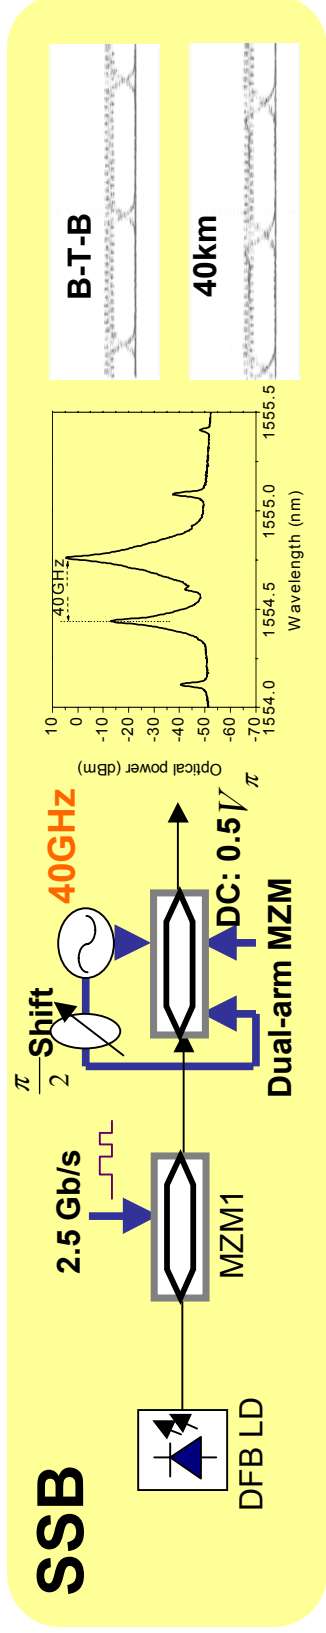 SSB
DFB LD
2.5 Gb/s
MZM1
π
2
Shift
40GHz
DC: 0.5Vπ
Dual-arm MZM
Optical power (dBm)
10
0
-10
-20
-30
-40
-50
-60
-70
40GHz
1554.0
1554.5
1555.0
1555.5
Wavelength (nm)
B-T-B
40km